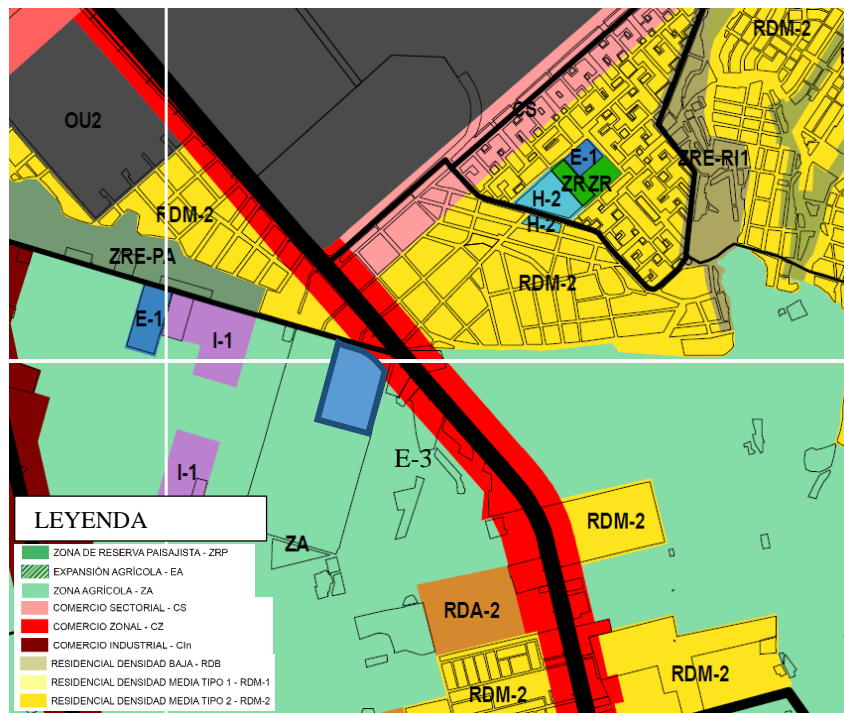 RDM-2
OU2
CS
E-1
ZRE-RI1
ZR ZR
H-2
RDM-2
H-2
ZRE-PA
RDM-2
E-1
I-1
E-3
I-1
RDM-2
ZA
RDA-2
RDM-2
RDM-2
LEYENDA
ZONA DE RESERVA PAISAJISTA - ZRP
EXPANSIÓN AGRÍCOLA - EA
ZONA AGRÍCOLA - ZA
COMERCIO SECTORIAL - CS
COMERCIO ZONAL - CZ
COMERCIO INDUSTRIAL - CIn
RESIDENCIAL DENSIDAD BAJA - RDB
RESIDENCIAL DENSIDAD MEDIA TIPO 1 - RDM-1
RESIDENCIAL DENSIDAD MEDIA TIPO 2 - RDM-2